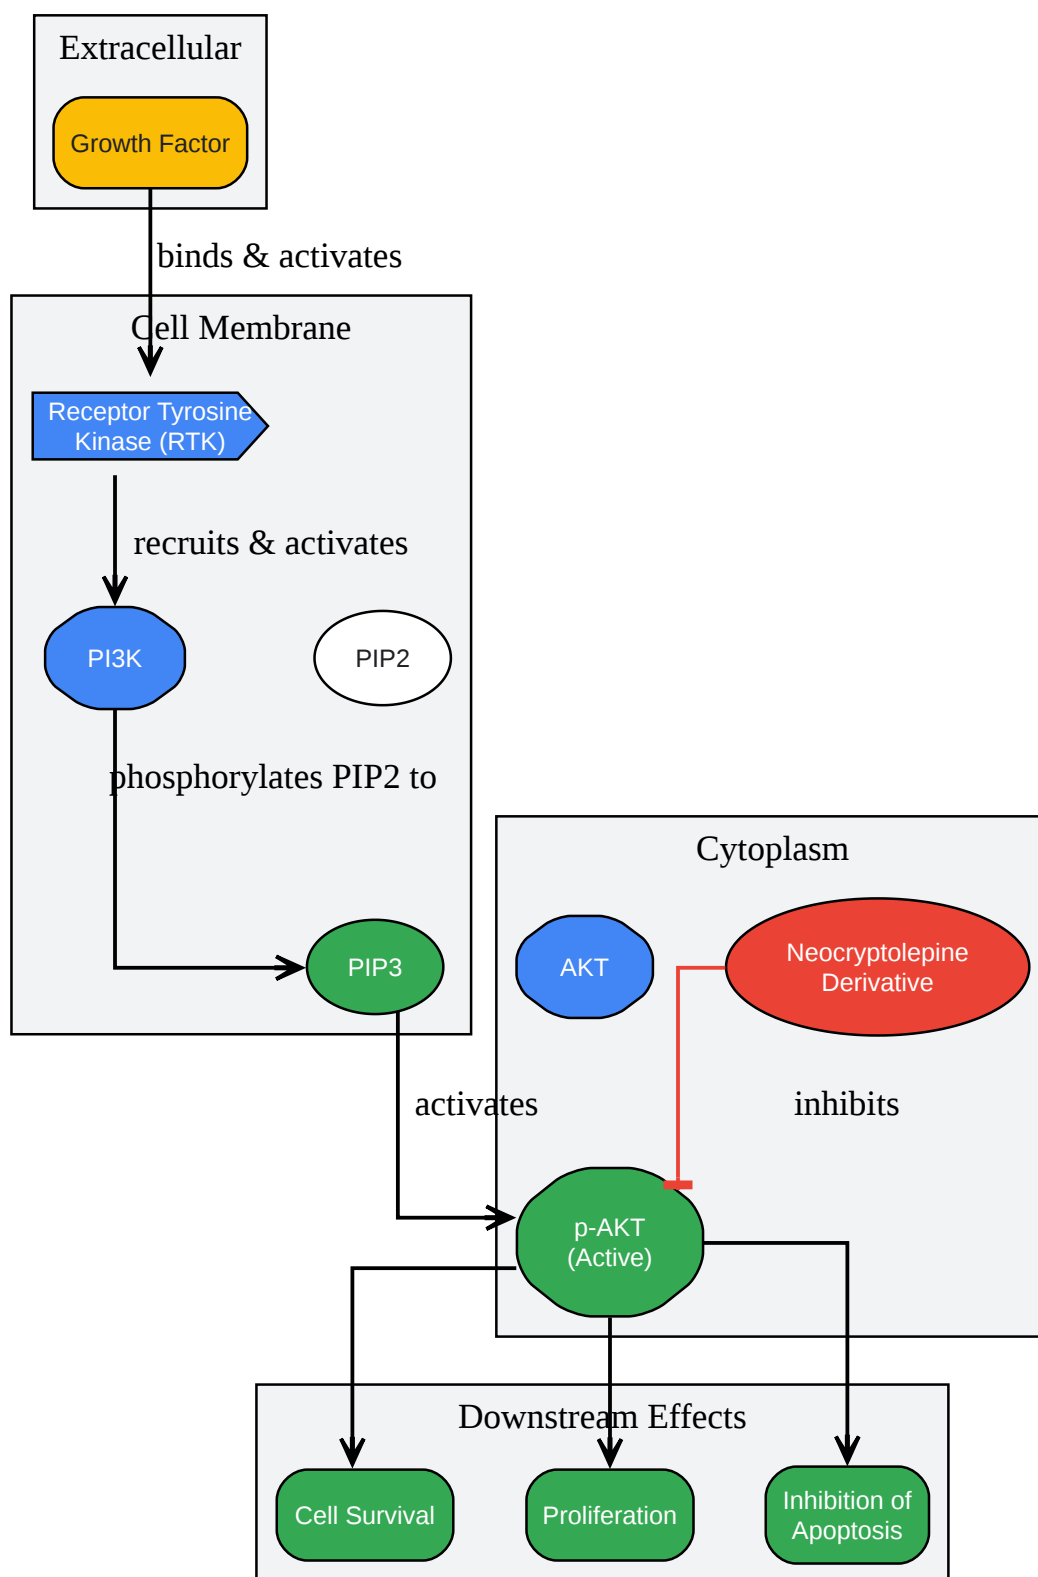 Extracellular
Growth Factor
binds & activates
Cell Membrane
Receptor Tyrosine
Kinase (RTK)
recruits & activates
PI3K
PIP2
phosphorylates PIP2 to
Cytoplasm
PIP3
AKT
Neocryptolepine
Derivative
activates
inhibits
p-AKT
(Active)
Downstream Effects
Cell Survival
Proliferation
Inhibition of
Apoptosis